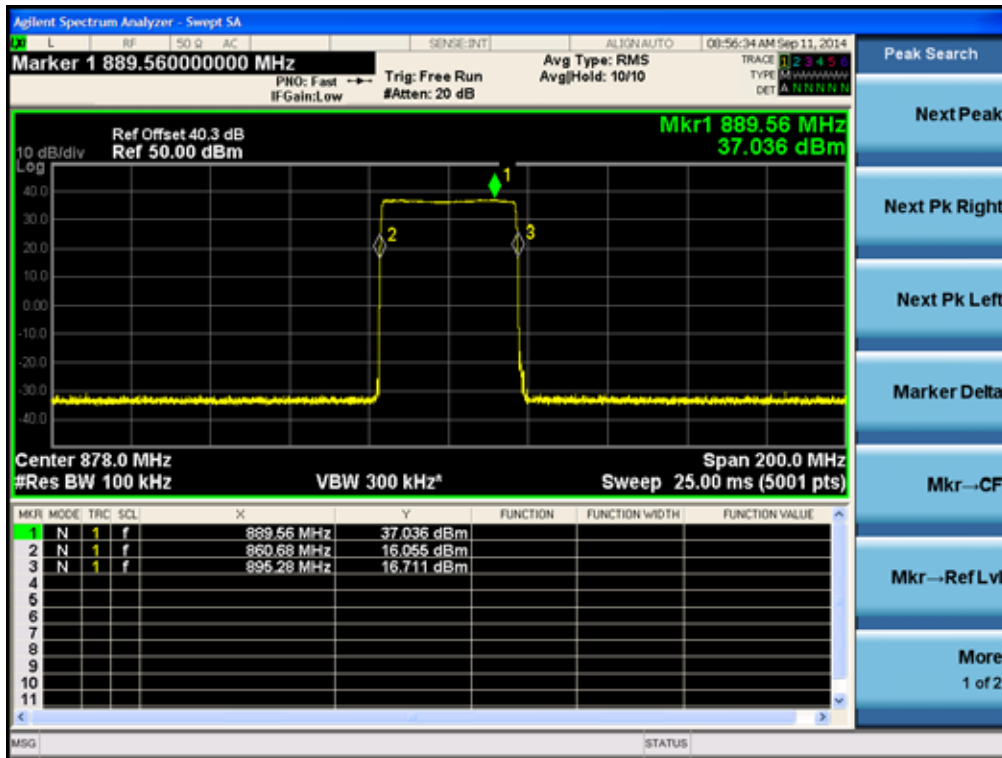 Agilent Spectrum Analyzer - Swept SA
L RF 50 Ω AC SENSE:INT ALIGNAUTO 08:56:34 AM Sep 11, 2014
Marker 1 889.560000000 MHz
PNO: Fast
IFGain:Low
Trig: Free Run
#Atten: 20 dB
Avg Type: RMS
Avg|Hold: 10/10
TRACE 1 2 3 4 5 6
TYPE M
DET A N N N N N
Peak Search
Next Peak
Next Pk Right
Next Pk Left
Marker Delta
Mkr→CF
Mkr→Ref Lvl
More
1 of 2
Mkr1 889.56 MHz
37.036 dBm
Ref Offset 40.3 dB
10 dB/div Ref 50.00 dBm
Log
40.0
30.0
20.0
10.0
0.00
-10.0
-20.0
-30.0
-40.0
1
2
3
Center 878.0 MHz Span 200.0 MHz
#Res BW 100 kHz VBW 300 kHz* Sweep 25.00 ms (5001 pts)
MKR MODE TRC SCL X Y FUNCTION FUNCTION WIDTH FUNCTION VALUE
1 N 1 f 889.56 MHz 37.036 dBm
2 N 1 f 860.68 MHz 16.055 dBm
3 N 1 f 895.28 MHz 16.711 dBm
4
5
6
7
8
9
10
11
MSG STATUS